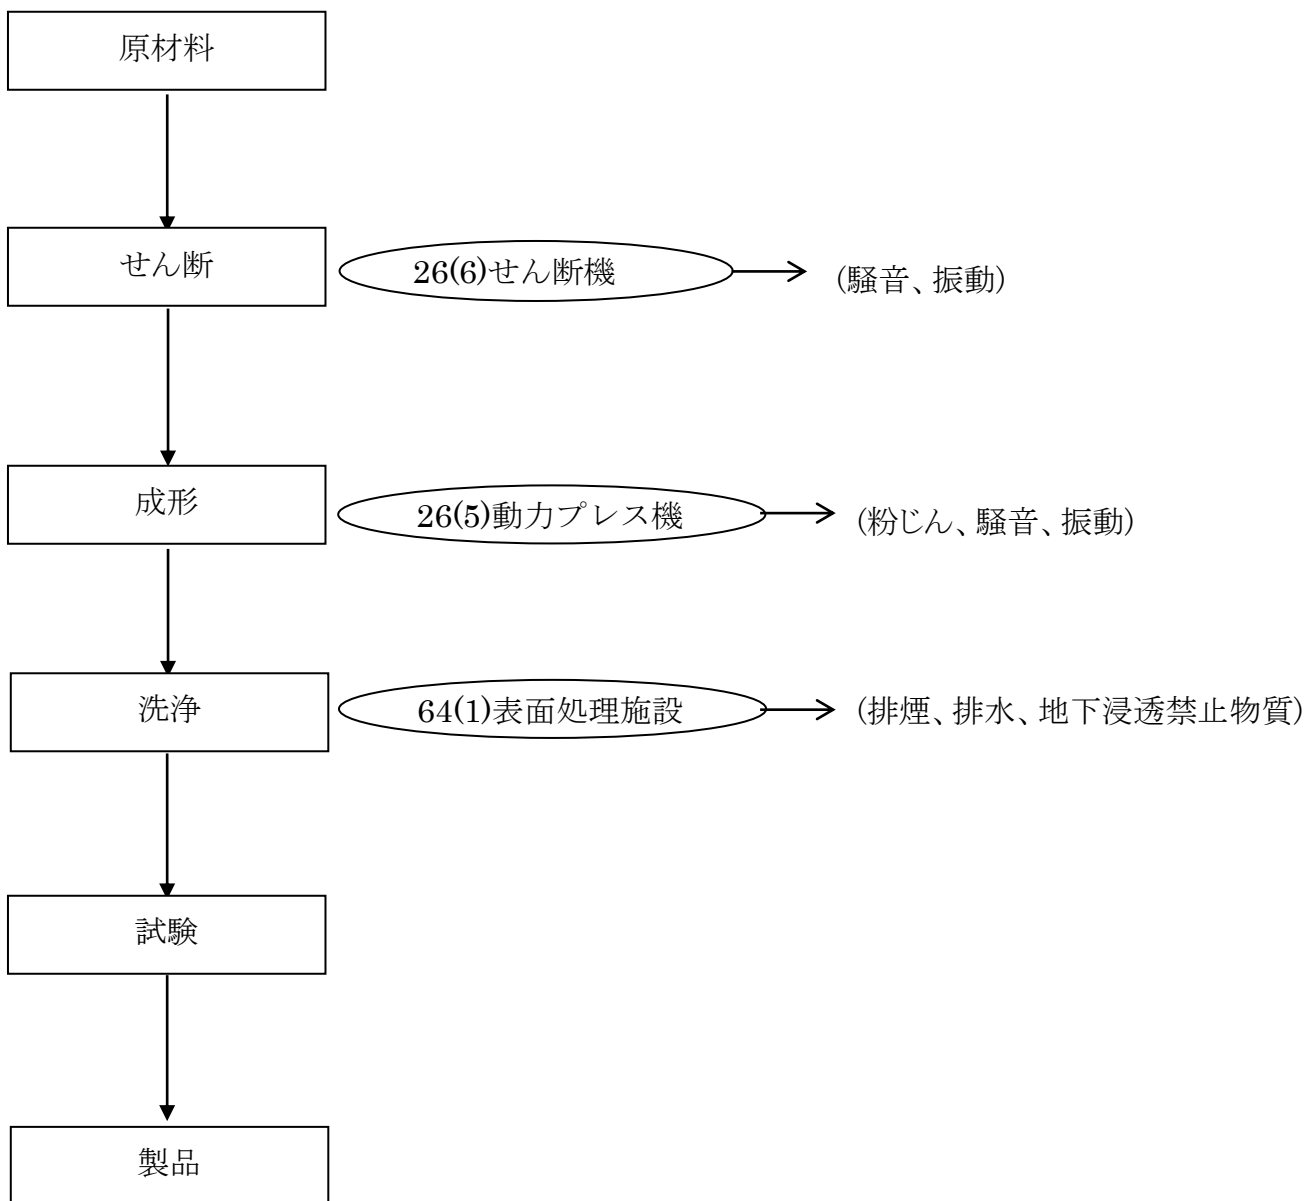 原材料
せん断
26(6)せん断機
(騒音、振動)
成形
26(5)動力プレス機
(粉じん、騒音、振動)
洗浄
64(1)表面処理施設
(排煙、排水、地下浸透禁止物質)
試験
製品